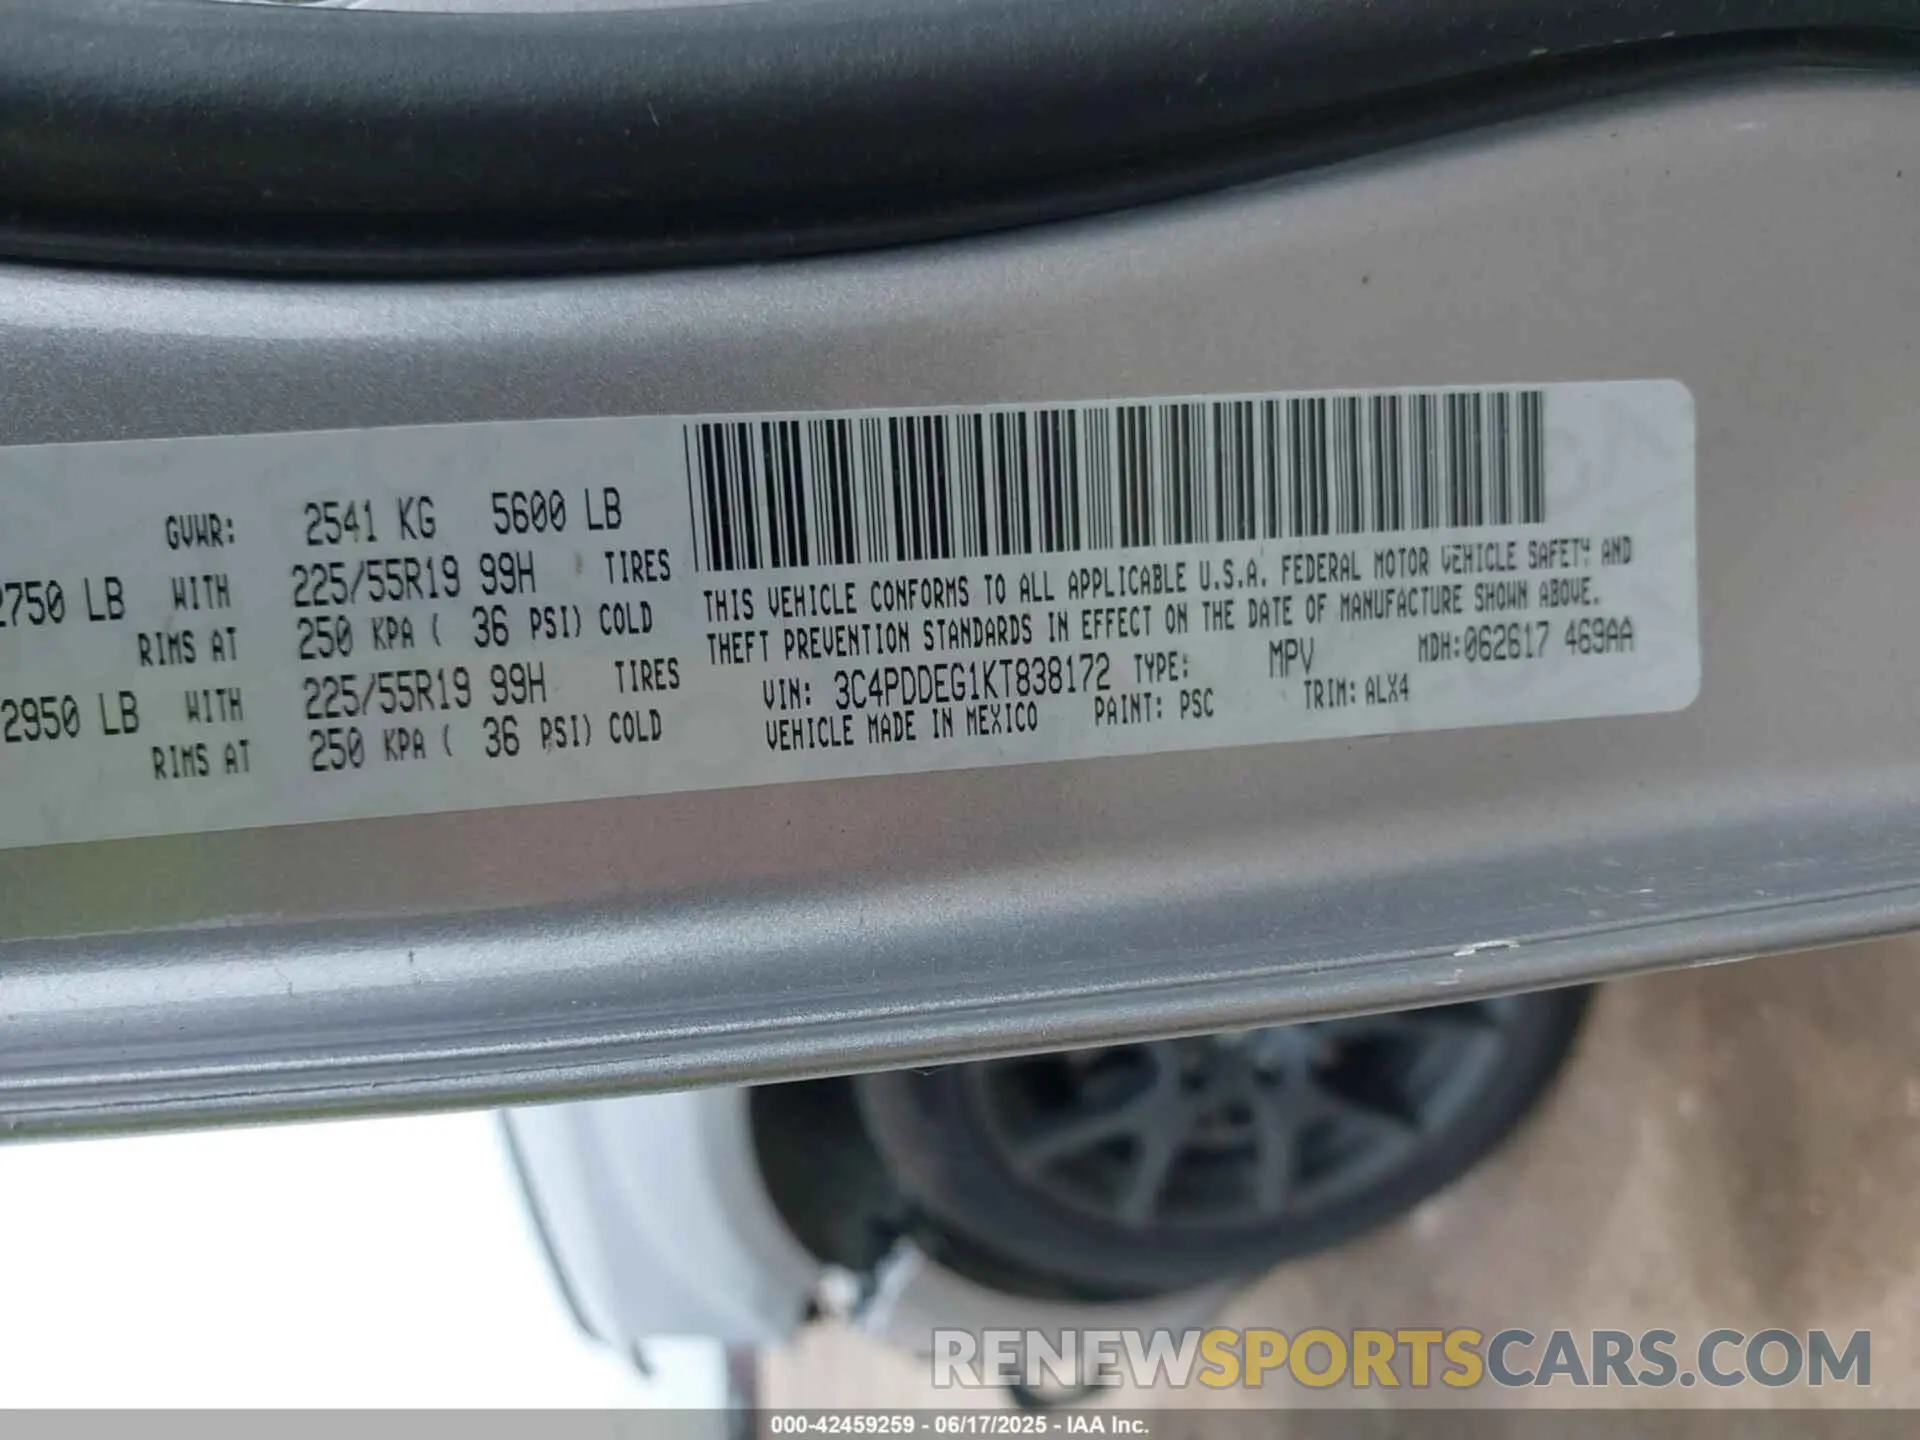 GVWR: 2541 KG 5600 LB
2750 LB WITH 225/55R19 99H TIRES
RIMS AT 250 KPA ( 36 PSI) COLD
2950 LB WITH 225/55R19 99H TIRES
RIMS AT 250 KPA ( 36 PSI) COLD
THIS VEHICLE CONFORMS TO ALL APPLICABLE U.S.A. FEDERAL MOTOR VEHICLE SAFETY AND
THEFT PREVENTION STANDARDS IN EFFECT ON THE DATE OF MANUFACTURE SHOWN ABOVE.
VIN: 3C4PDDEG1KT838172 TYPE: MPV MDH:062617 469AA
VEHICLE MADE IN MEXICO PAINT: PSC TRIM: ALX4
RENEWSPORTSCARS.COM
000-42459259 - 06/17/2025 - IAA Inc.